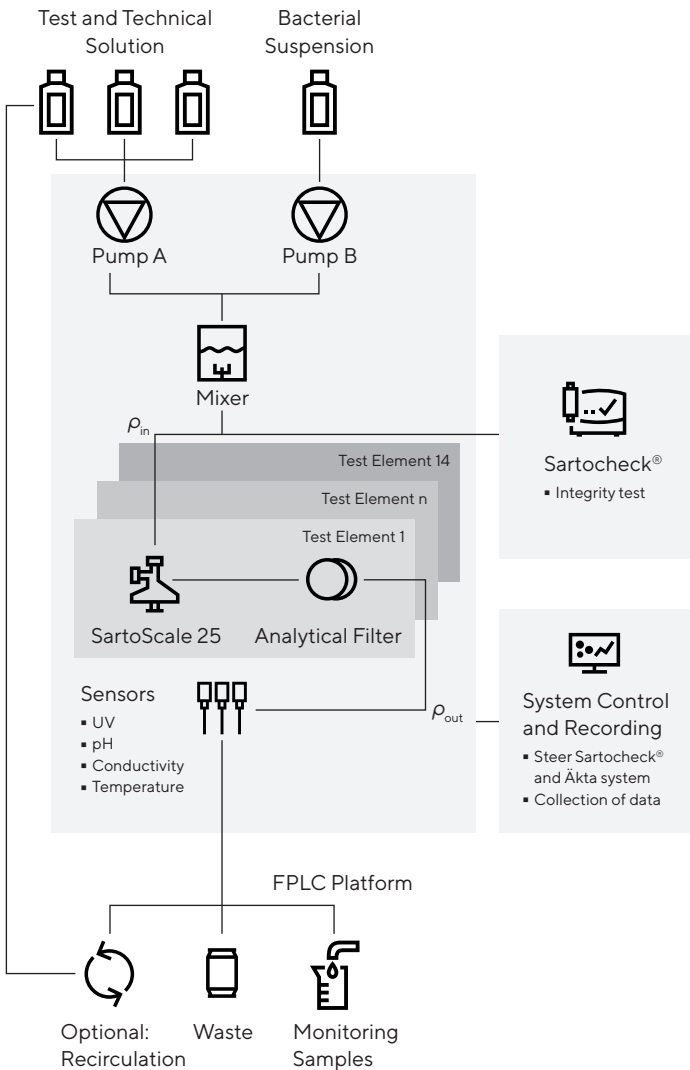 Test and Technical
Solution
Bacterial
Suspension
Pump A
Pump B
Mixer
ρin
Test Element 14
Test Element n
Test Element 1
SartoScale 25
Analytical Filter
Sartocheck®
▪ Integrity test
Sensors
▪ UV
▪ pH
▪ Conductivity
▪ Temperature
ρout
System Control
and Recording
▪ Steer Sartocheck®
and Äkta system
▪ Collection of data
FPLC Platform
Optional:
Recirculation
Waste
Monitoring
Samples